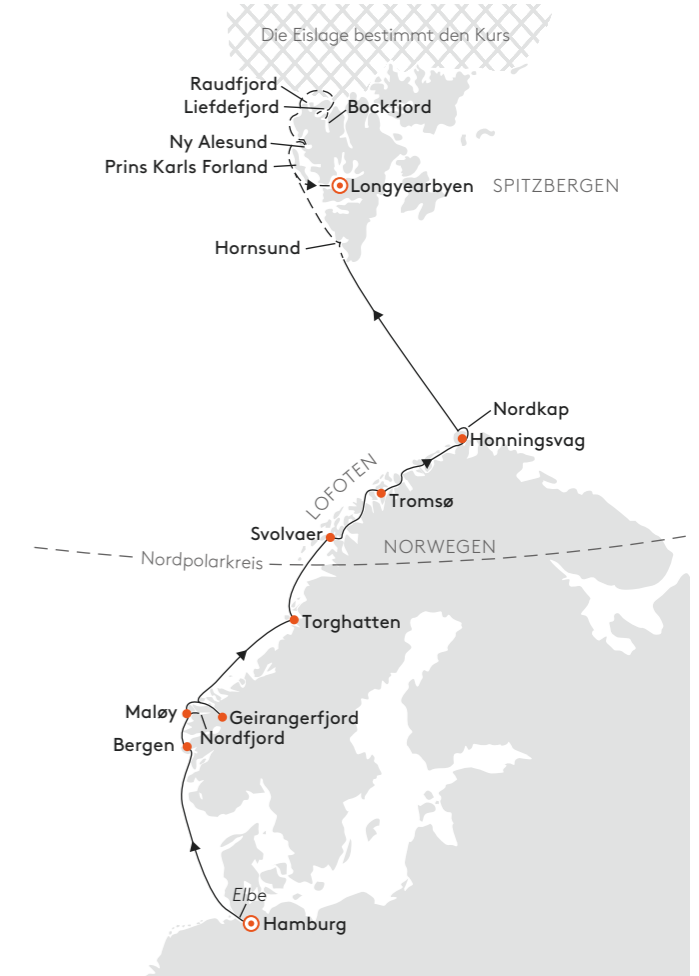 Die Eislage bestimmt den Kurs
Raudfjord
Liefdefjord
Bockfjord
Ny Alesund
Prins Karls Forland
Longyearbyen
SPITZBERGEN
Hornsund
Nordkap
Honningsvag
LOFOTEN
Tromsø
Svolvaer
NORWEGEN
Nordpolarkreis
Torghatten
Maløy
Geirangerfjord
Nordfjord
Bergen
Elbe
Hamburg